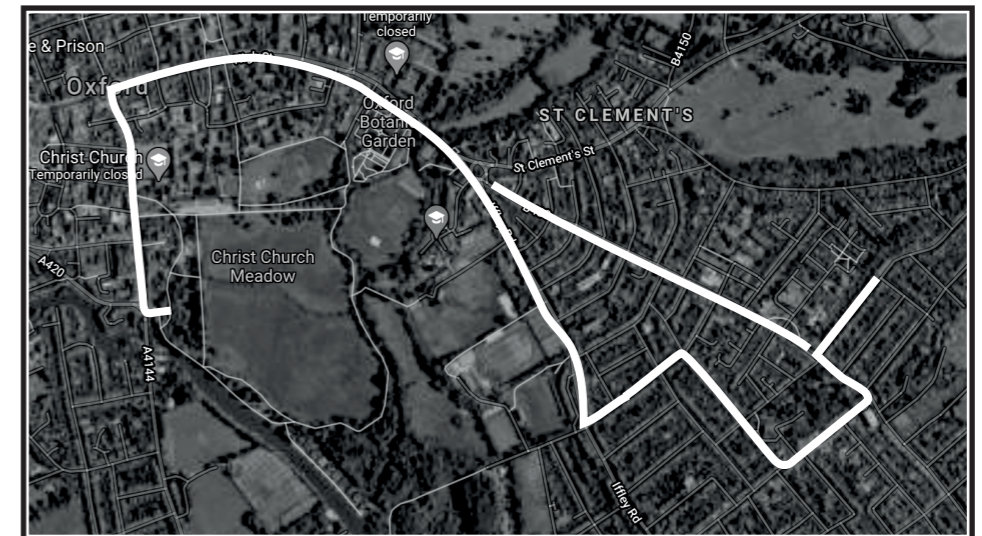 Temporarily
closed
e & Prison
B4150
Oxford
Oxford
Botanic
Garden
ST CLEMENT'S
St Clement's St
Christ Church
Temporarily closed
Christ Church
Meadow
A420
A4144
Iffley Rd